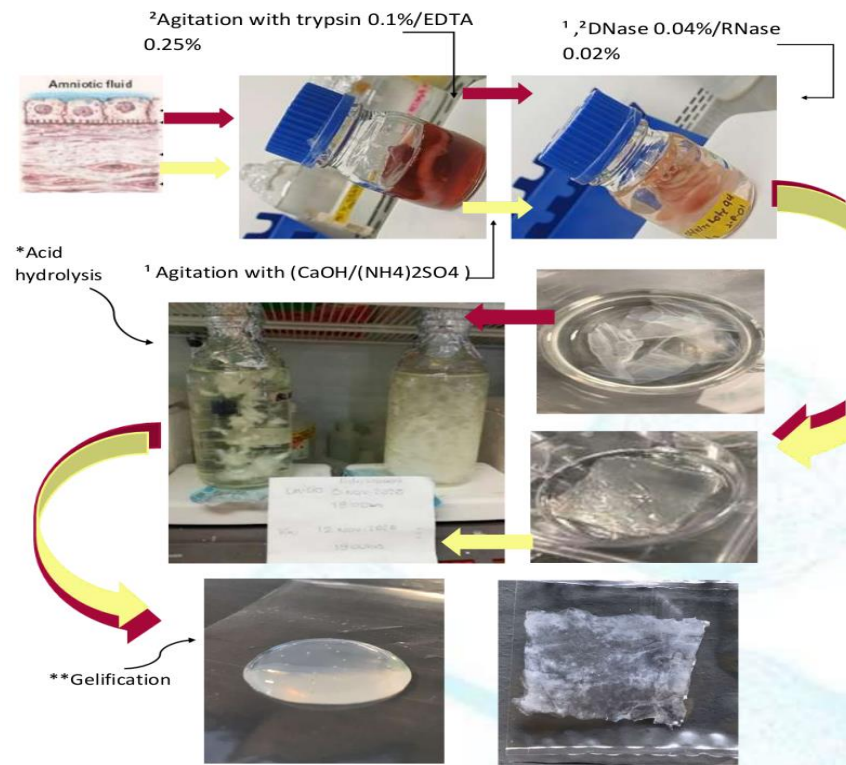 ²Agitation with trypsin 0.1%/EDTA
0.25%
¹ ,²DNase 0.04%/RNase
0.02%
Amniotic fluid
*Acid
hydrolysis
¹ Agitation with (CaOH/(NH4)2SO4 )
**Gelification